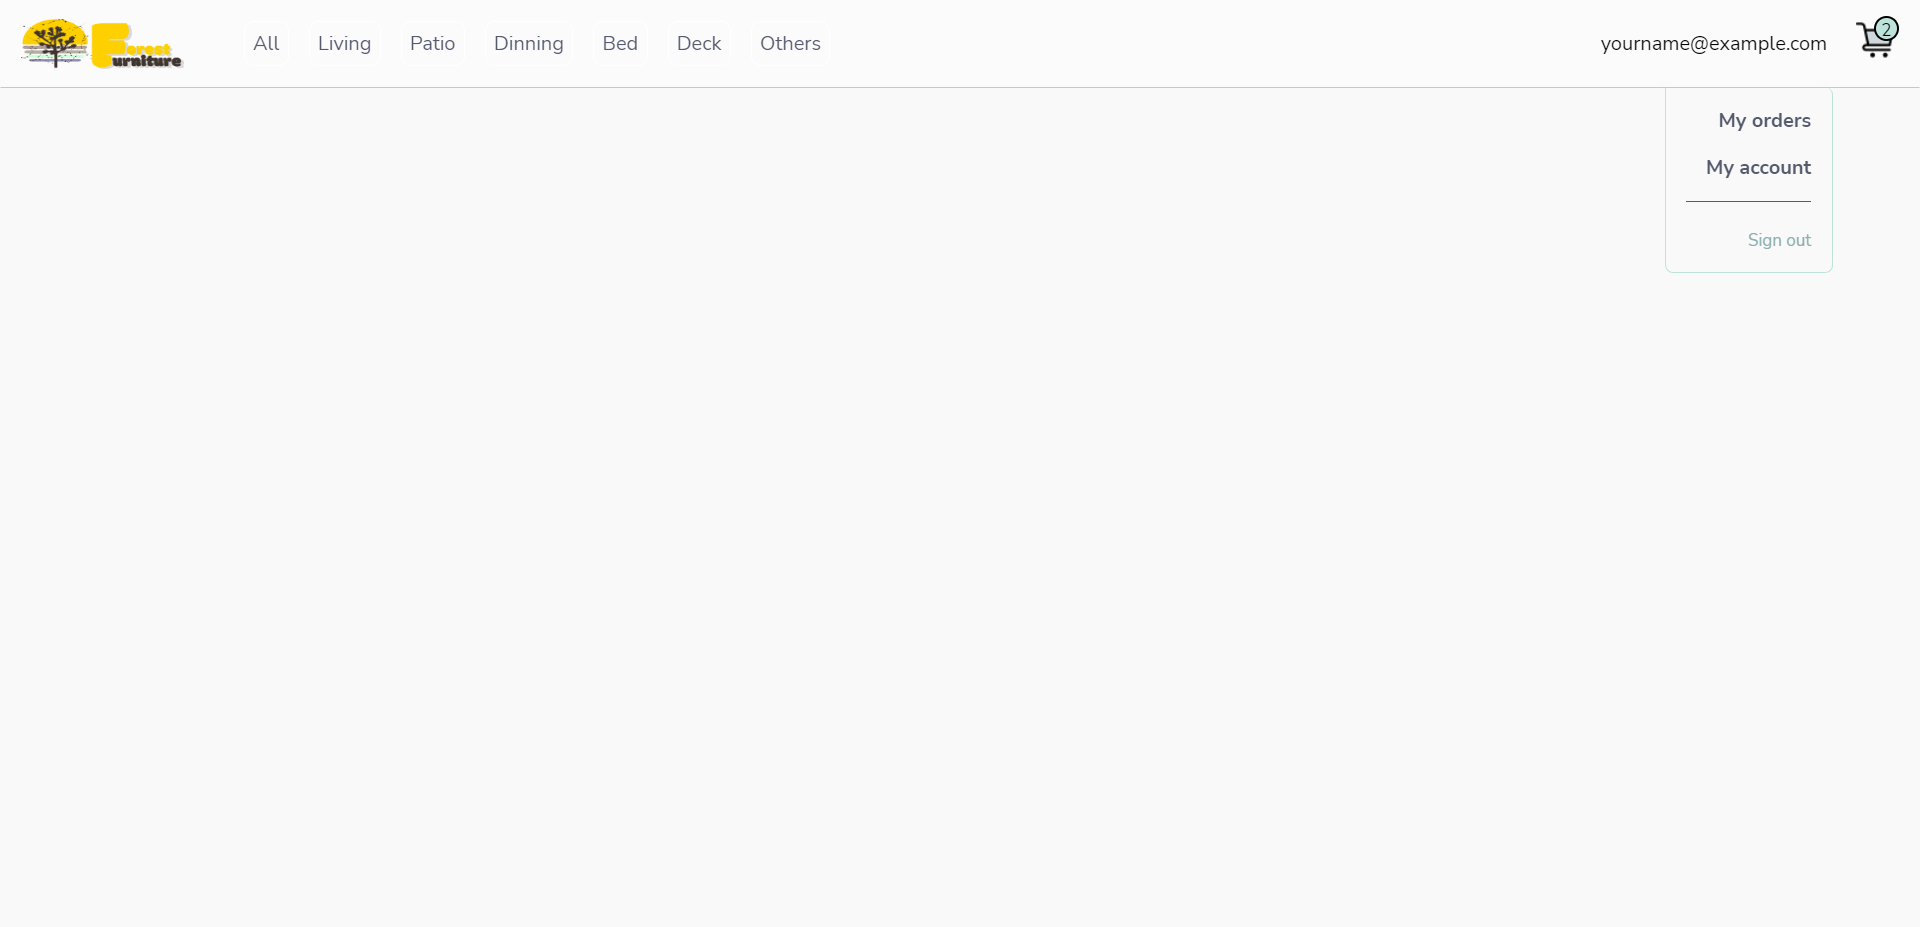 Forest
Furniture
All
Living
Patio
Dinning
Bed
Deck
Others
yourname@example.com
2
My orders
My account
Sign out